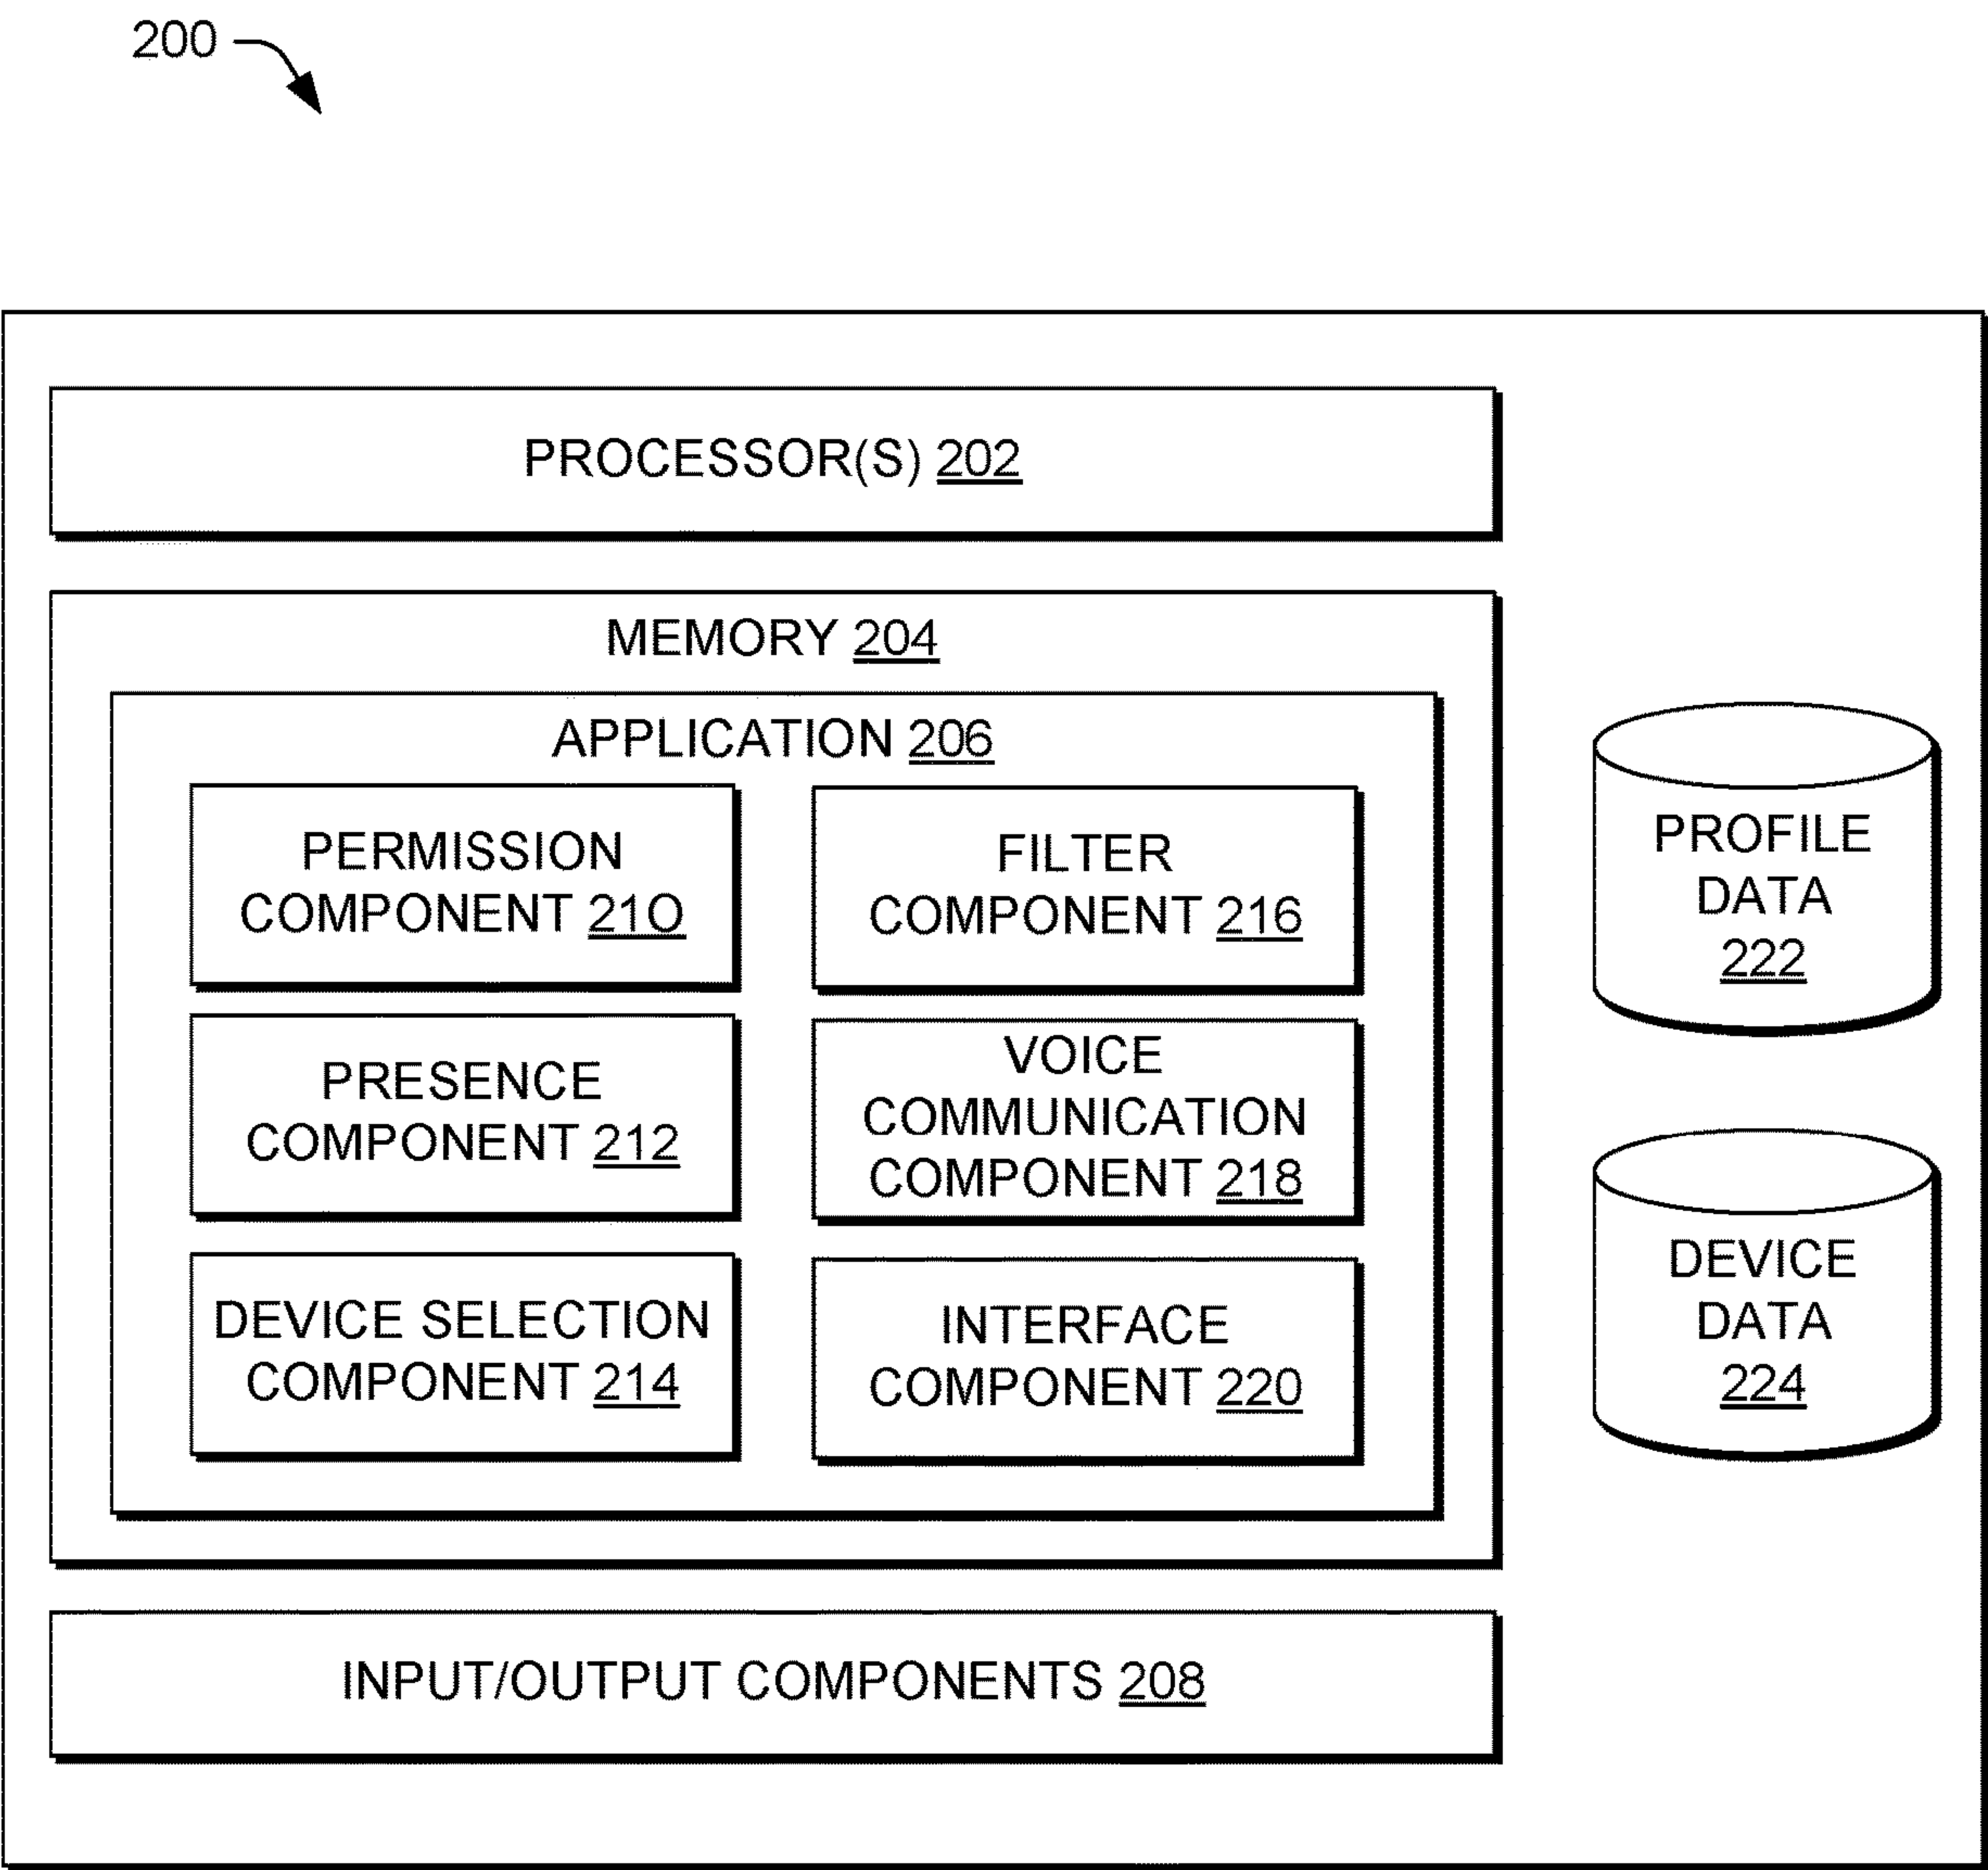 200
PROCESSOR(S) 202
MEMORY 204
APPLICATION 206
PERMISSION
COMPONENT 210
FILTER
COMPONENT 216
PRESENCE
COMPONENT 212
VOICE
COMMUNICATION
COMPONENT 218
DEVICE SELECTION
COMPONENT 214
INTERFACE
COMPONENT 220
INPUT/OUTPUT COMPONENTS 208
PROFILE
DATA
222
DEVICE
DATA
224